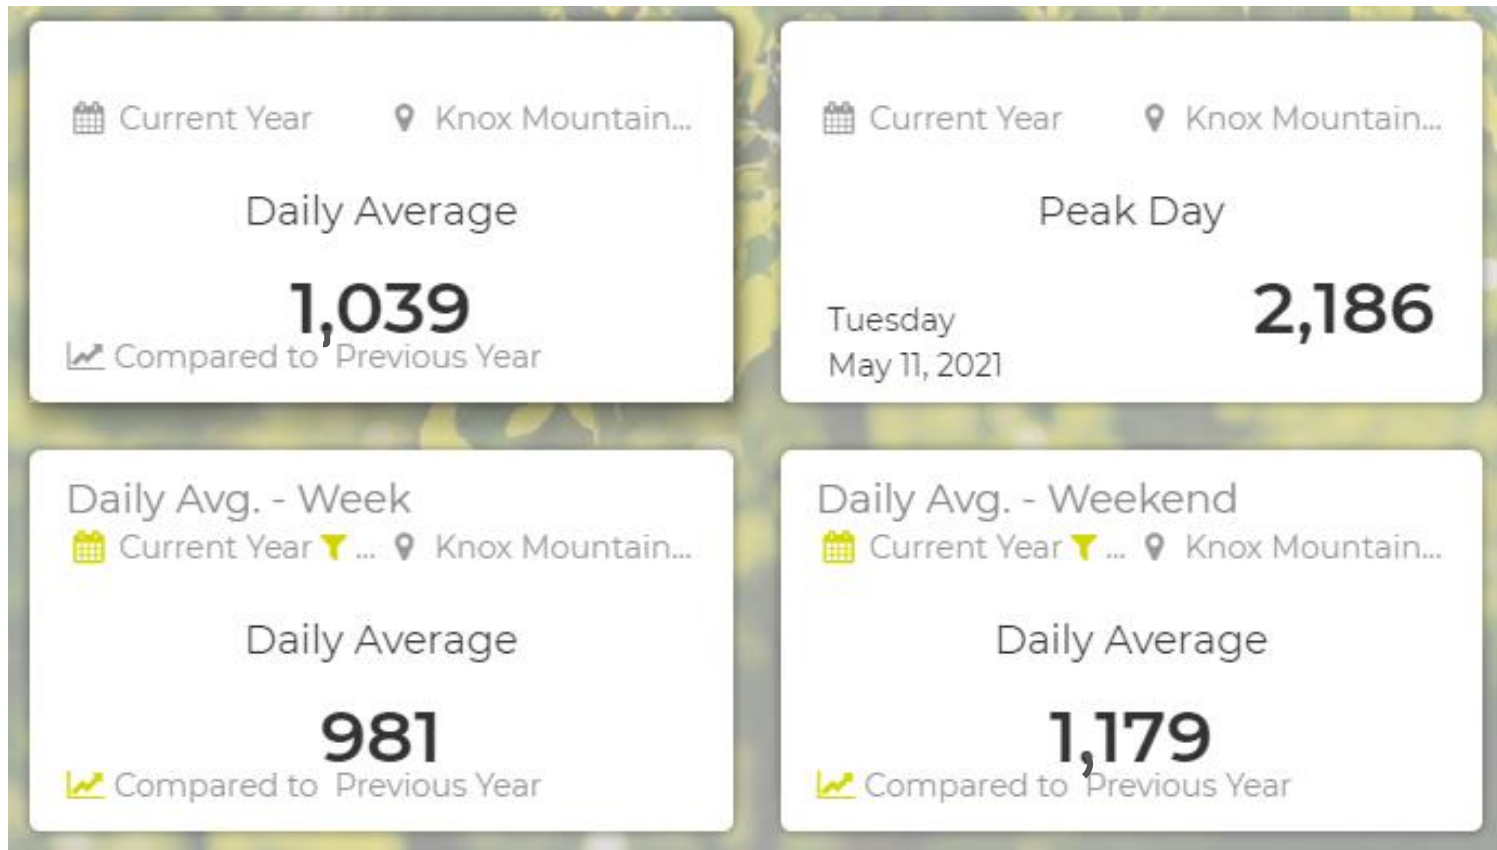 Current Year Knox Mountain...
Daily Average
1,039
Compared to Previous Year
Current Year Knox Mountain...
Peak Day
Tuesday
May 11, 2021
2,186
Daily Avg. - Week
Current Year ... Knox Mountain...
Daily Average
981
Compared to Previous Year
Daily Avg. - Weekend
Current Year ... Knox Mountain...
Daily Average
1,179
Compared to Previous Year